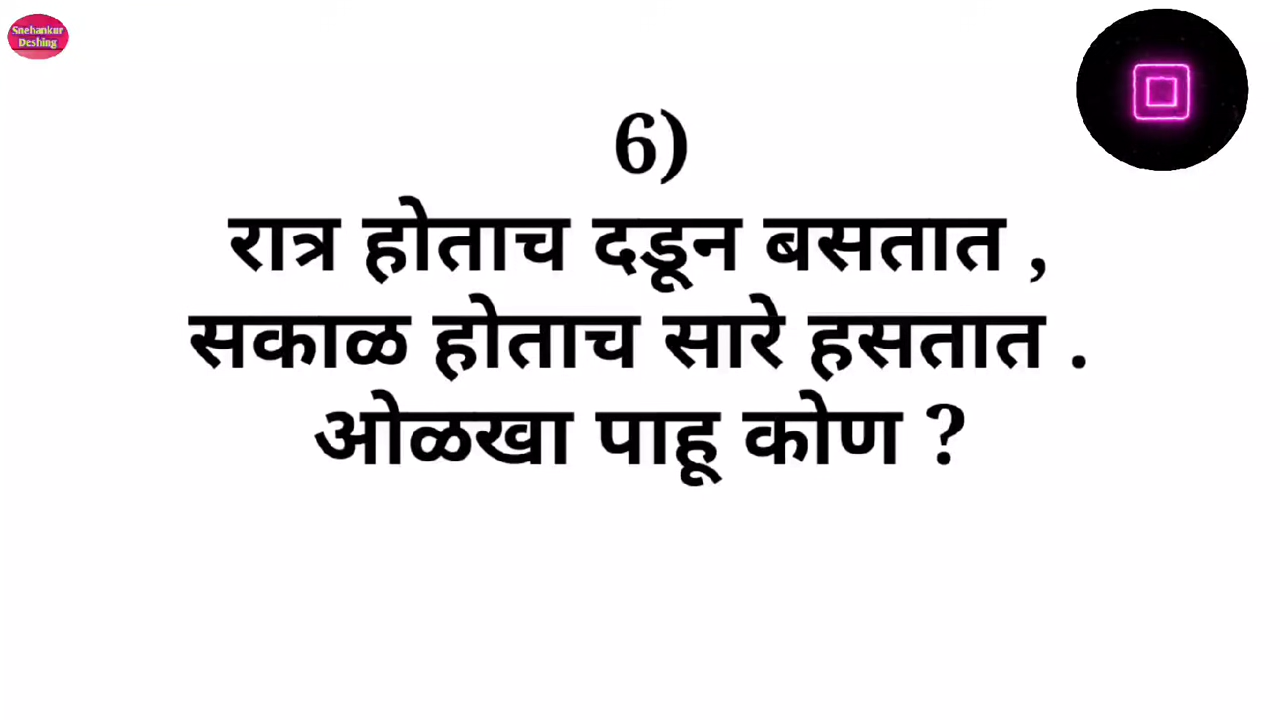 Snehankur
Deshing
6)
रात्र होताच दडून बसतात ,
सकाळ होताच सारे हसतात .
ओळखा पाहू कोण ?